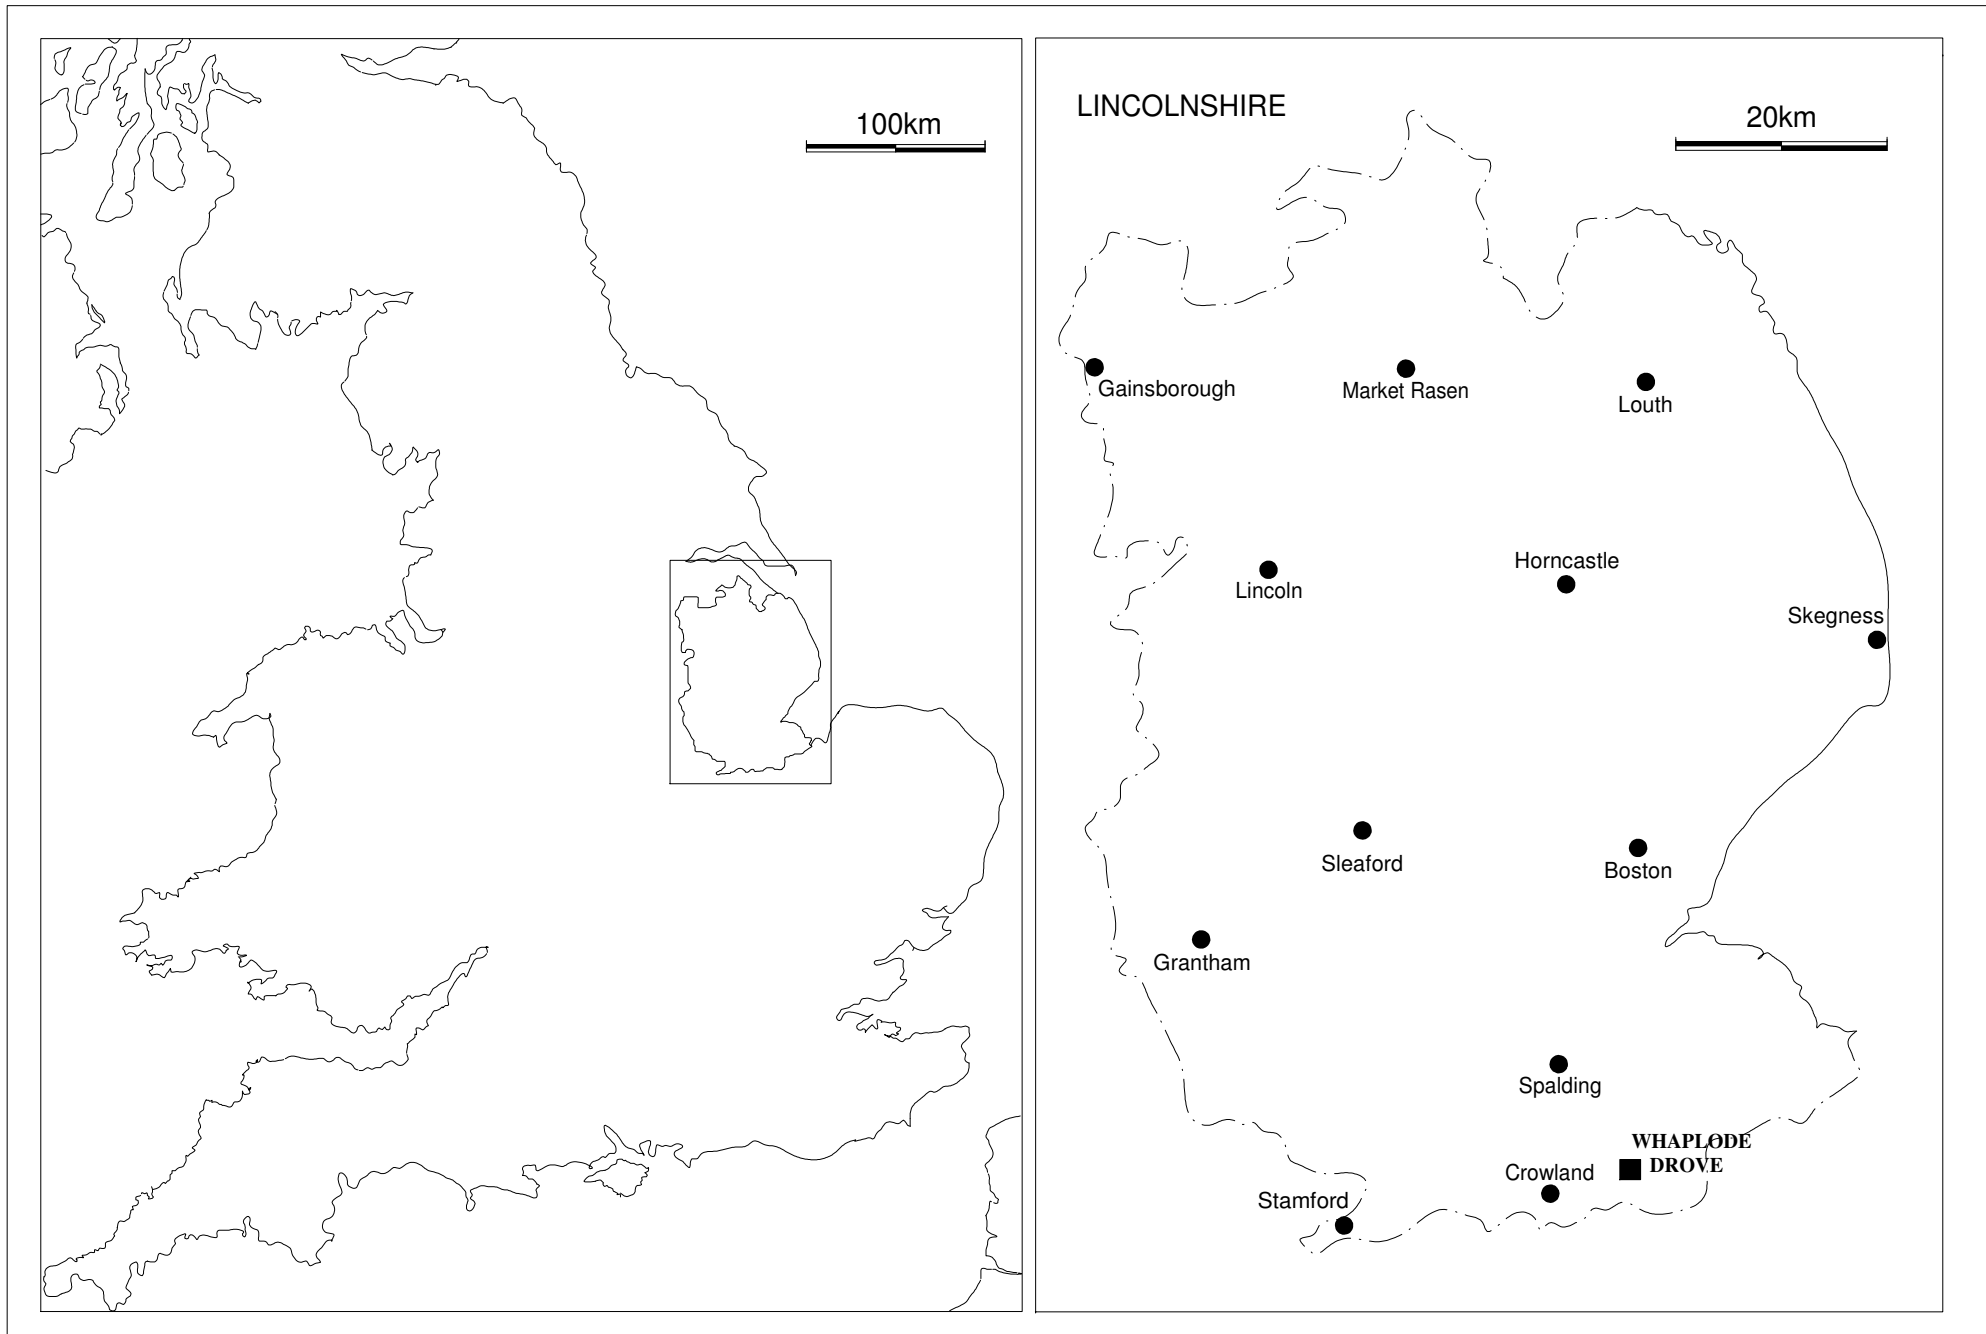 100km
LINCOLNSHIRE
20km
Gainsborough
Market Rasen
Louth
Horncastle
Lincoln
Skegness
Sleaford
Boston
Grantham
Spalding
WHAPLODE
DROVE
Crowland
Stamford